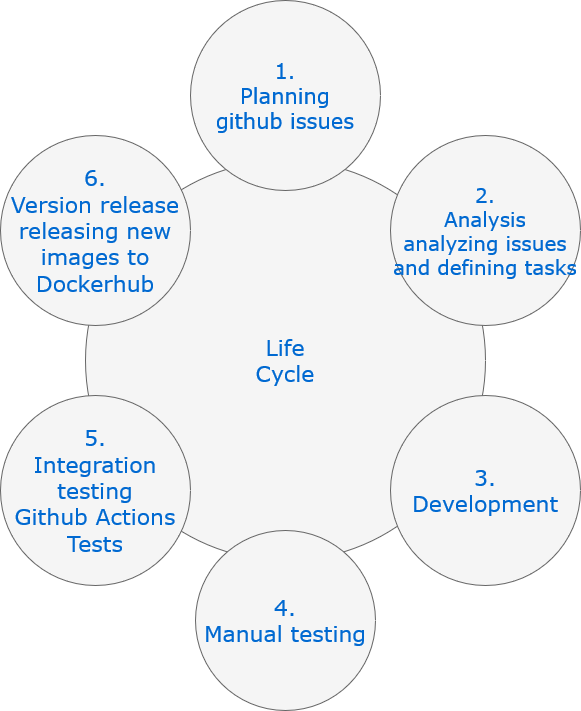 1.
Planning
github issues
2.
Analysis
analyzing issues
and defining tasks
3.
Development
4.
Manual testing
5.
Integration
testing
Github Actions
Tests
6.
Version release
releasing new
images to
Dockerhub
Life
Cycle